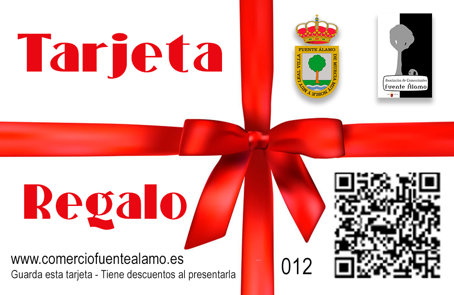 Tarjeta
FUENTE ÁLAMO
Asociación de Comerciantes
Fuente Álamo
Regalo
www.comerciofuentealamo.es
Guarda esta tarjeta - Tiene descuentos al presentarla
012